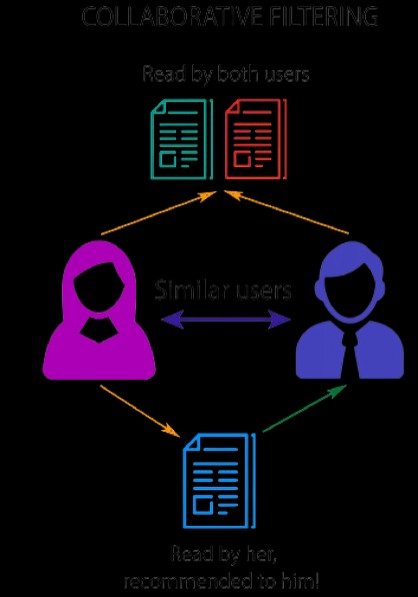 COLLABORATIVE FILTERING
Read by both users
Similar users
Read by her,
recommended to him!